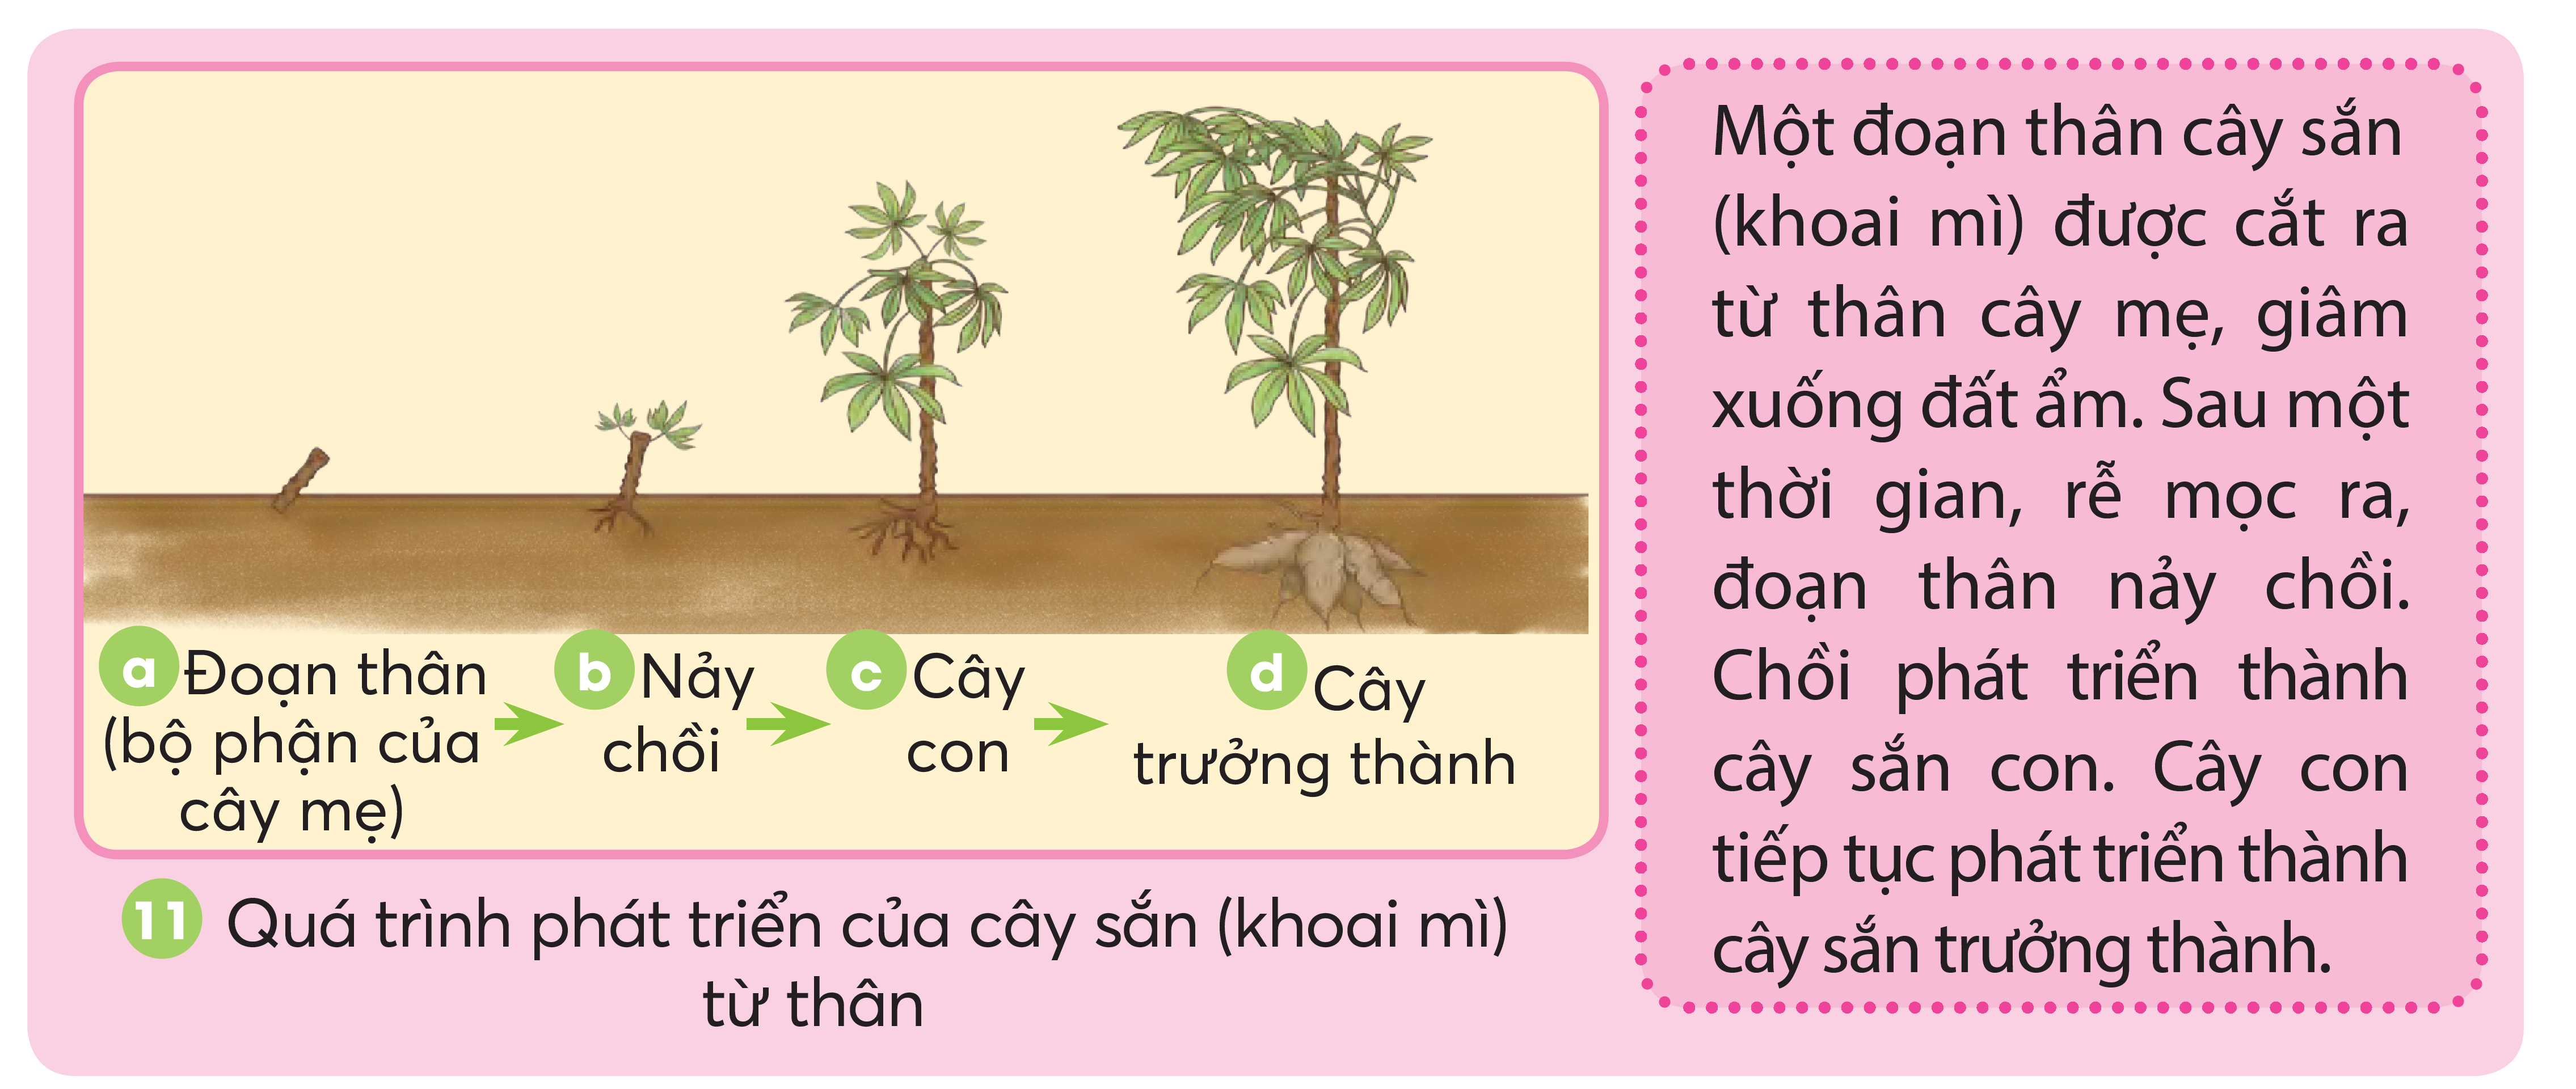 a Đoạn thân
(bộ phận của
cây mẹ)
b Nảy
chồi
c Cây
con
d Cây
trưởng thành
11 Quá trình phát triển của cây sắn (khoai mì)
từ thân
Một đoạn thân cây sắn
(khoai mì) được cắt ra
từ thân cây mẹ, giâm
xuống đất ẩm. Sau một
thời gian, rễ mọc ra,
đoạn thân nảy chồi.
Chồi phát triển thành
cây sắn con. Cây con
tiếp tục phát triển thành
cây sắn trưởng thành.